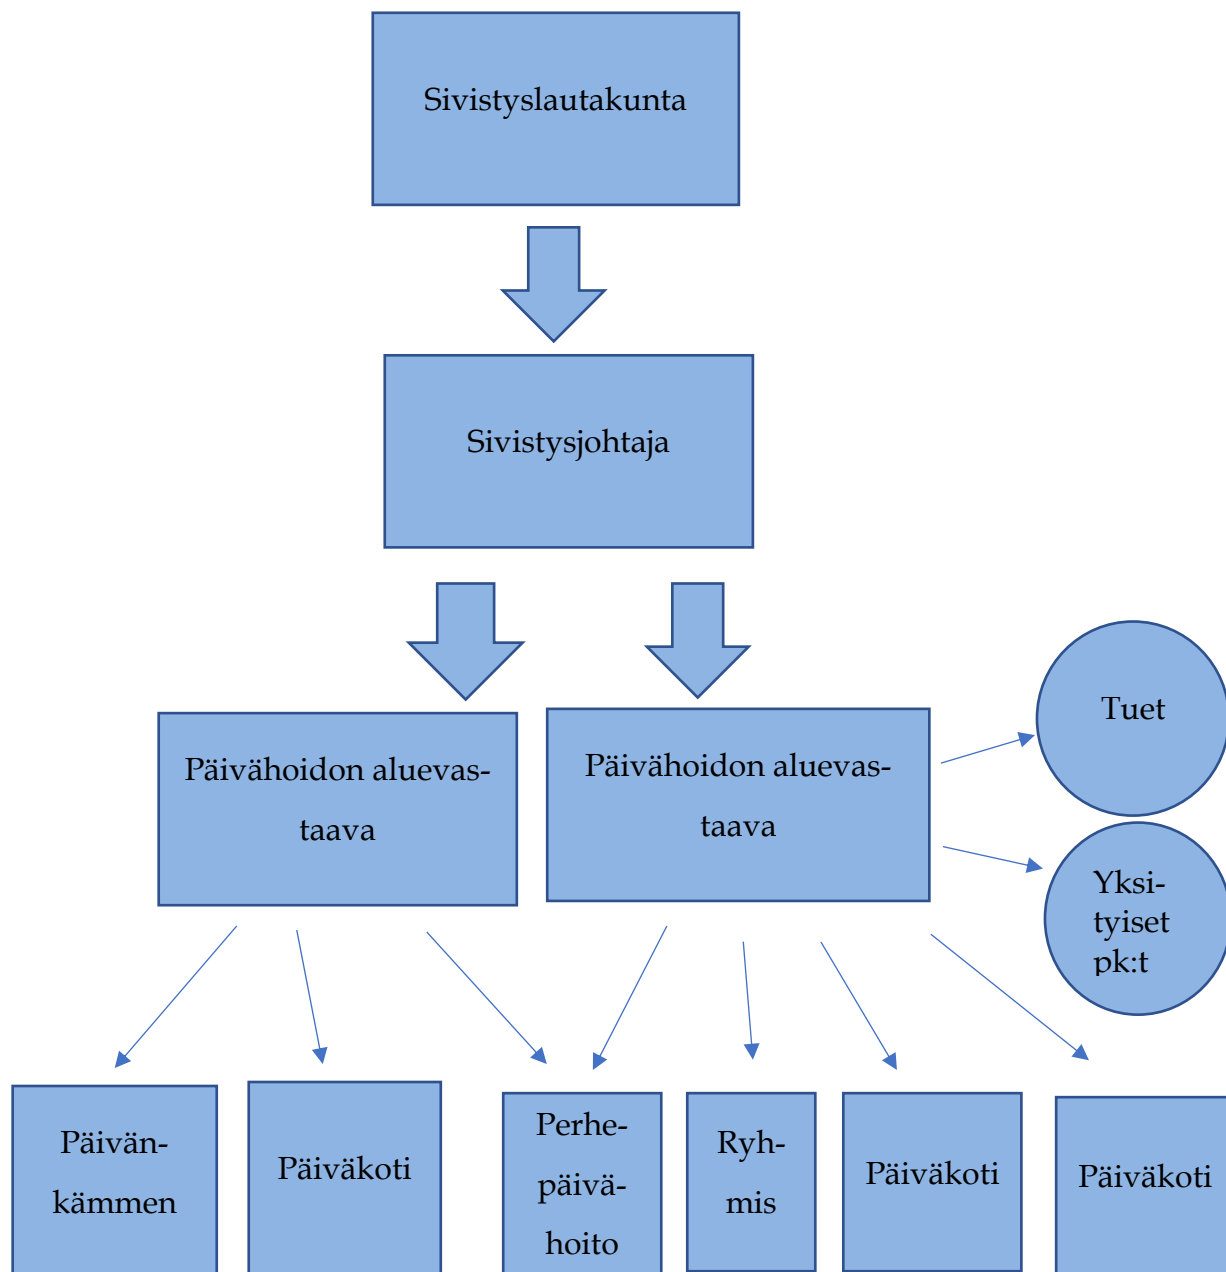 Sivistyslautakunta
Sivistysjohtaja
Päivähoidon aluevas-
taava
Päivähoidon aluevas-
taava
Tuet
Yksi-
tyiset
pk:t
Päivän-
kämmen
Päiväkoti
Perhe-
päivä-
hoito
Ryh-
mis
Päiväkoti
Päiväkoti